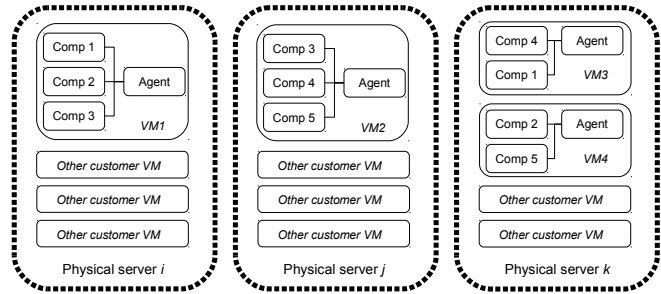 Comp 1
Comp 2
Agent
Comp 3
VM1
Other customer VM
Other customer VM
Other customer VM
Physical server i
Comp 3
Comp 4
Agent
Comp 5
VM2
Other customer VM
Other customer VM
Other customer VM
Physical server j
Comp 4
Agent
Comp 1
VM3
Comp 2
Agent
Comp 5
VM4
Other customer VM
Other customer VM
Physical server k